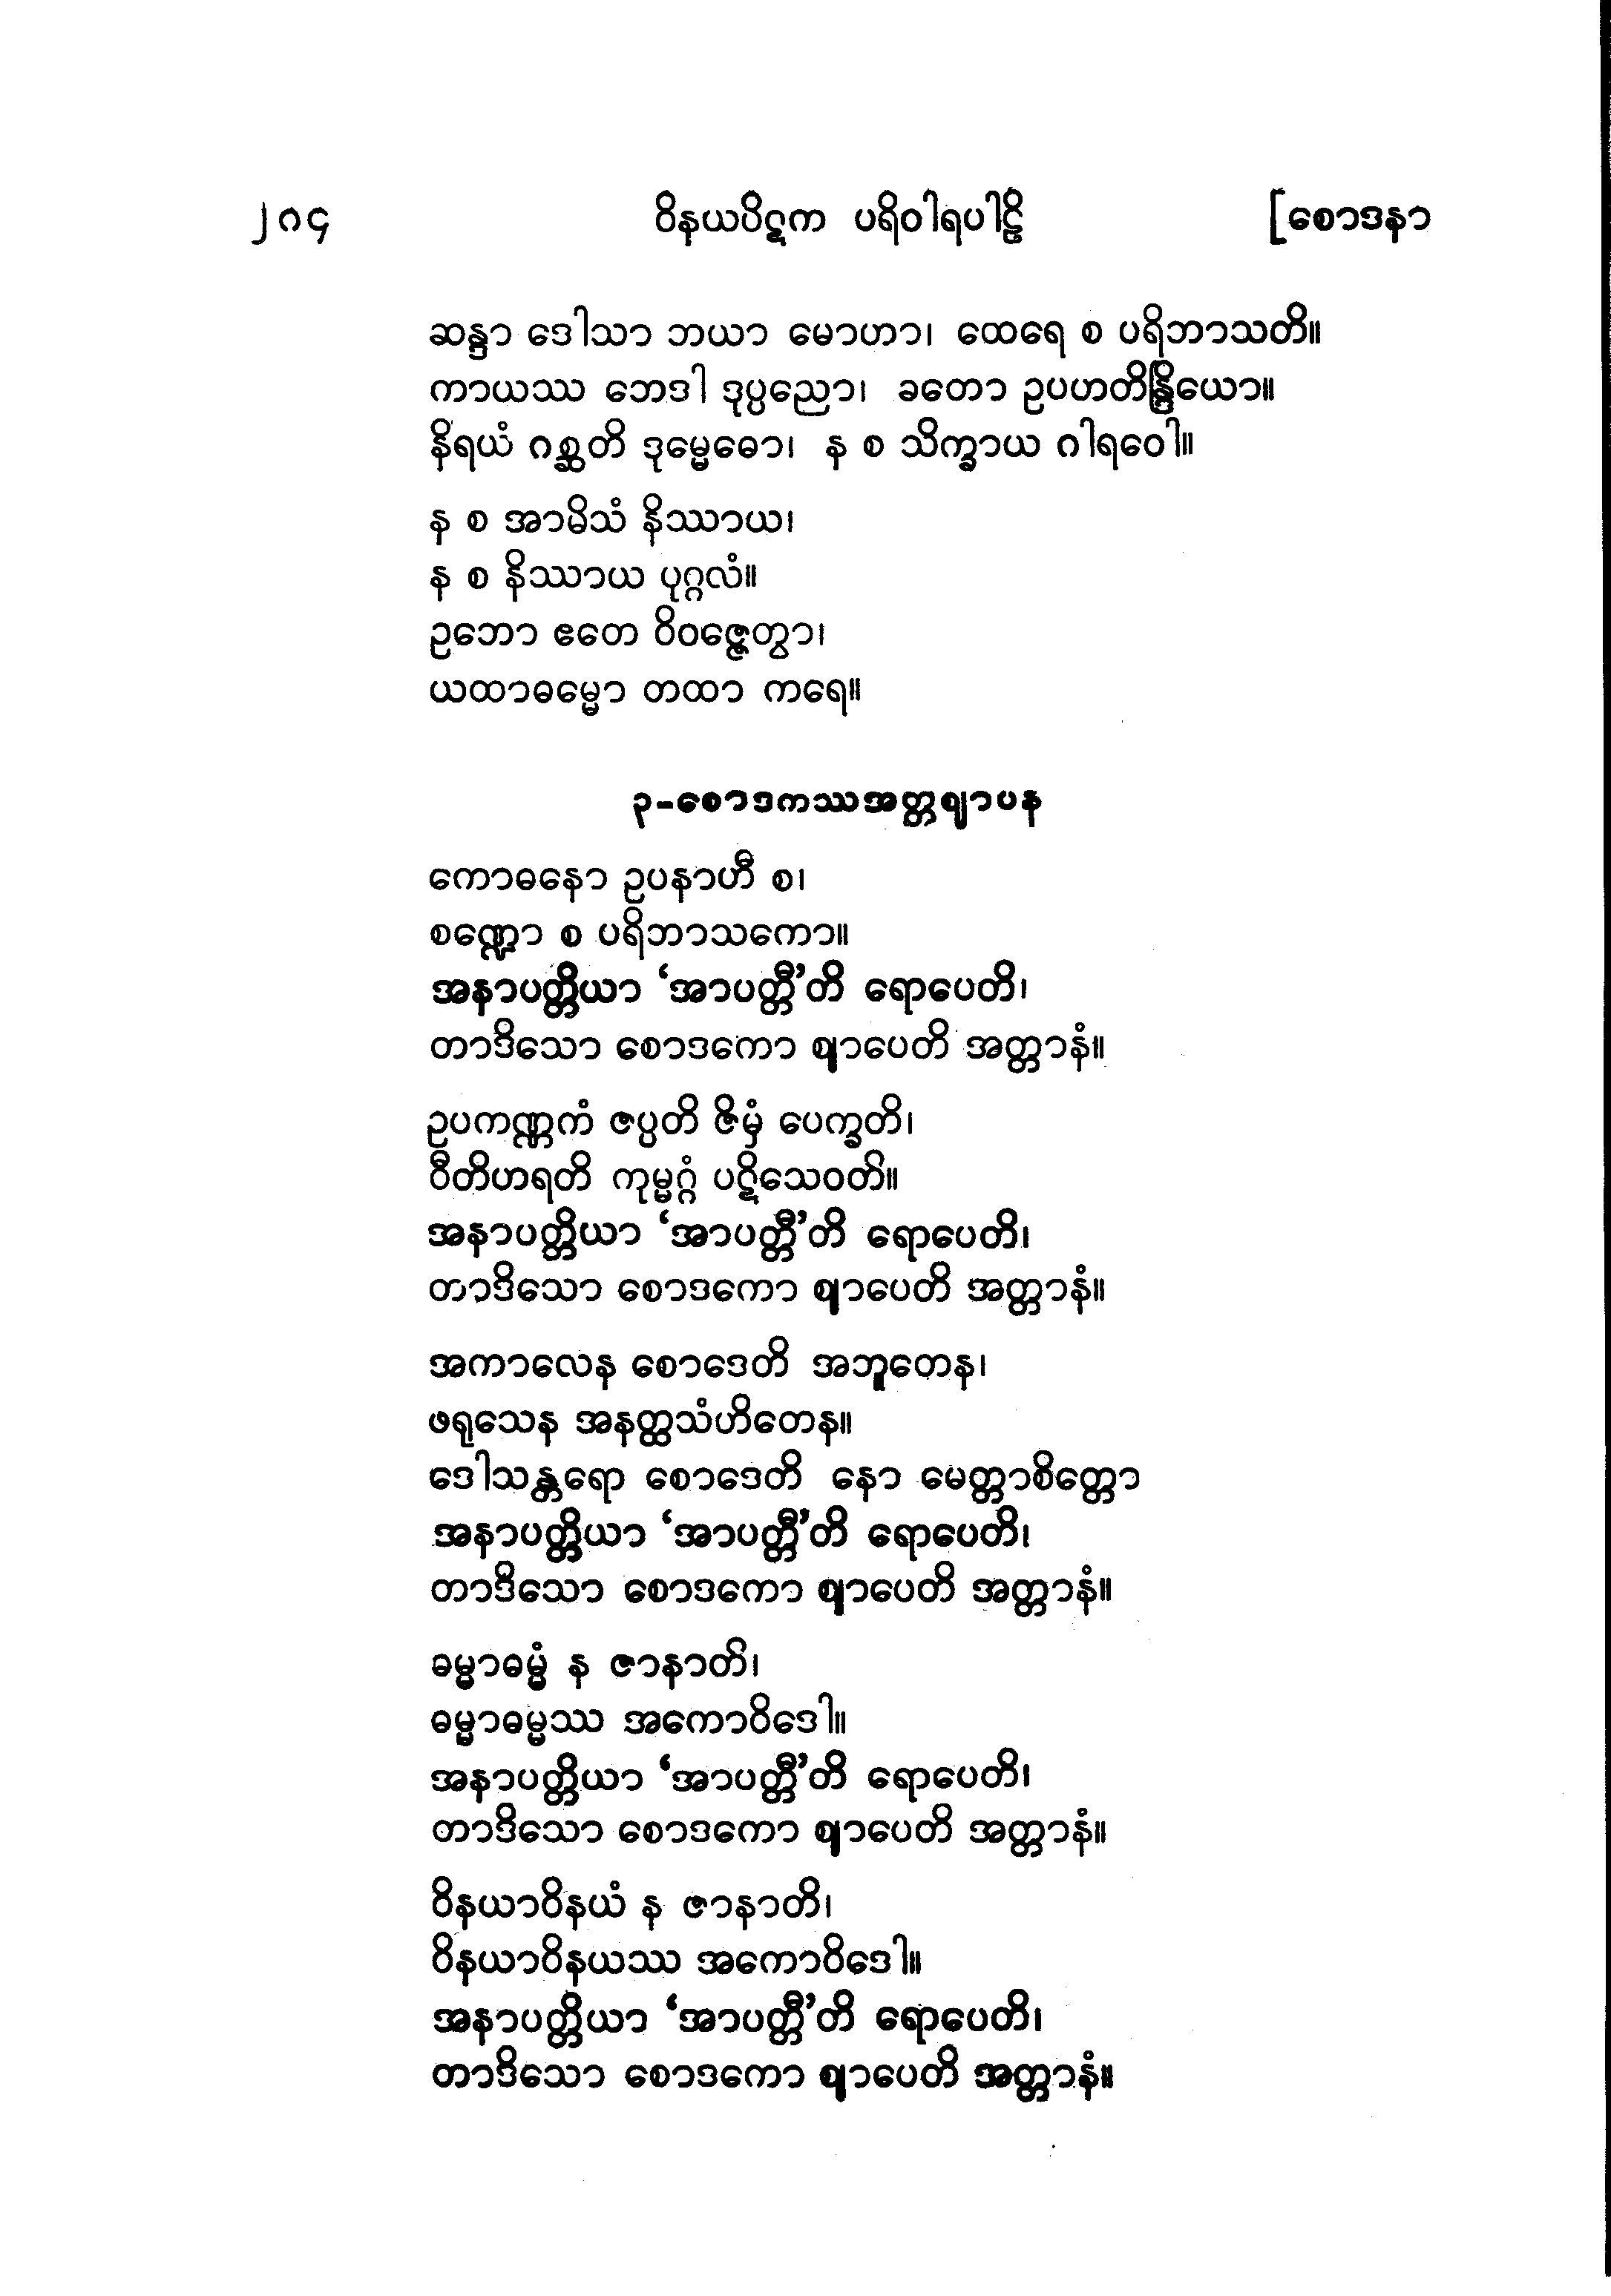 ၂၈၄ ဝိနယပိဋက ပရိဝါရပါဠိ [စောဒနာ
ဆန္ဒာ ဒေါသာ ဘယာ မောဟာ၊ ထေရေ စ ပရိဘာသတိ။
ကာယဿ ဘေဒါ ဒုပ္ပညော၊ ခတော ဥပဟတိန္ဒြိယော။
နိရယံ ဂစ္ဆတိ ဒုမ္မေဓော၊ န စ သိက္ခာယ ဂါရဝေါ။
န စ အာမိသံ နိဿာယ၊
န စ နိဿာယ ပုဂ္ဂလံ။
ဥဘော ဧတေ ဝိဝဇ္ဇေတွာ၊
ယထာဓမ္မော တထာ ကရေ။
၃-စောဒကဿအတ္တဈာပန
ကောဓနော ဥပနာဟီ စ၊
စဏ္ဍော စ ပရိဘာသကော။
အနာပတ္တိယာ ‘အာပတ္တီ’တိ ရောပေတိ၊
တာဒိသော စောဒကော ဈာပေတိ အတ္တာနံ။
ဥပကဏ္ဏကံ ဇပ္ပတိ ဇိမှံ ပေက္ခတိ၊
ဝီတိဟရတိ ကုမ္မဂ္ဂံ ပဋိသေဝတိ။
အနာပတ္တိယာ ‘အာပတ္တီ’တိ ရောပေတိ၊
တာဒိသော စောဒကော ဈာပေတိ အတ္တာနံ။
အကာလေန စောဒေတိ အဘူတေန၊
ဖရုသေန အနတ္ထသံဟိတေန။
ဒေါသန္တရော စောဒေတိ နော မေတ္တာစိတ္တော
အနာပတ္တိယာ ‘အာပတ္တီ’တိ ရောပေတိ၊
တာဒိသော စောဒကော ဈာပေတိ အတ္တာနံ။
ဓမ္မာဓမ္မံ န ဇာနာတိ၊
ဓမ္မာဓမ္မဿ အကောဝိဒေါ။
အနာပတ္တိယာ ‘အာပတ္တီ’တိ ရောပေတိ၊
တာဒိသော စောဒကော ဈာပေတိ အတ္တာနံ။
ဝိနယာဝိနယံ န ဇာနာတိ၊
ဝိနယာဝိနယဿ အကောဝိဒေါ။
အနာပတ္တိယာ ‘အာပတ္တီ’တိ ရောပေတိ၊
တာဒိသော စောဒကော ဈာပေတိ အတ္တာနံ။